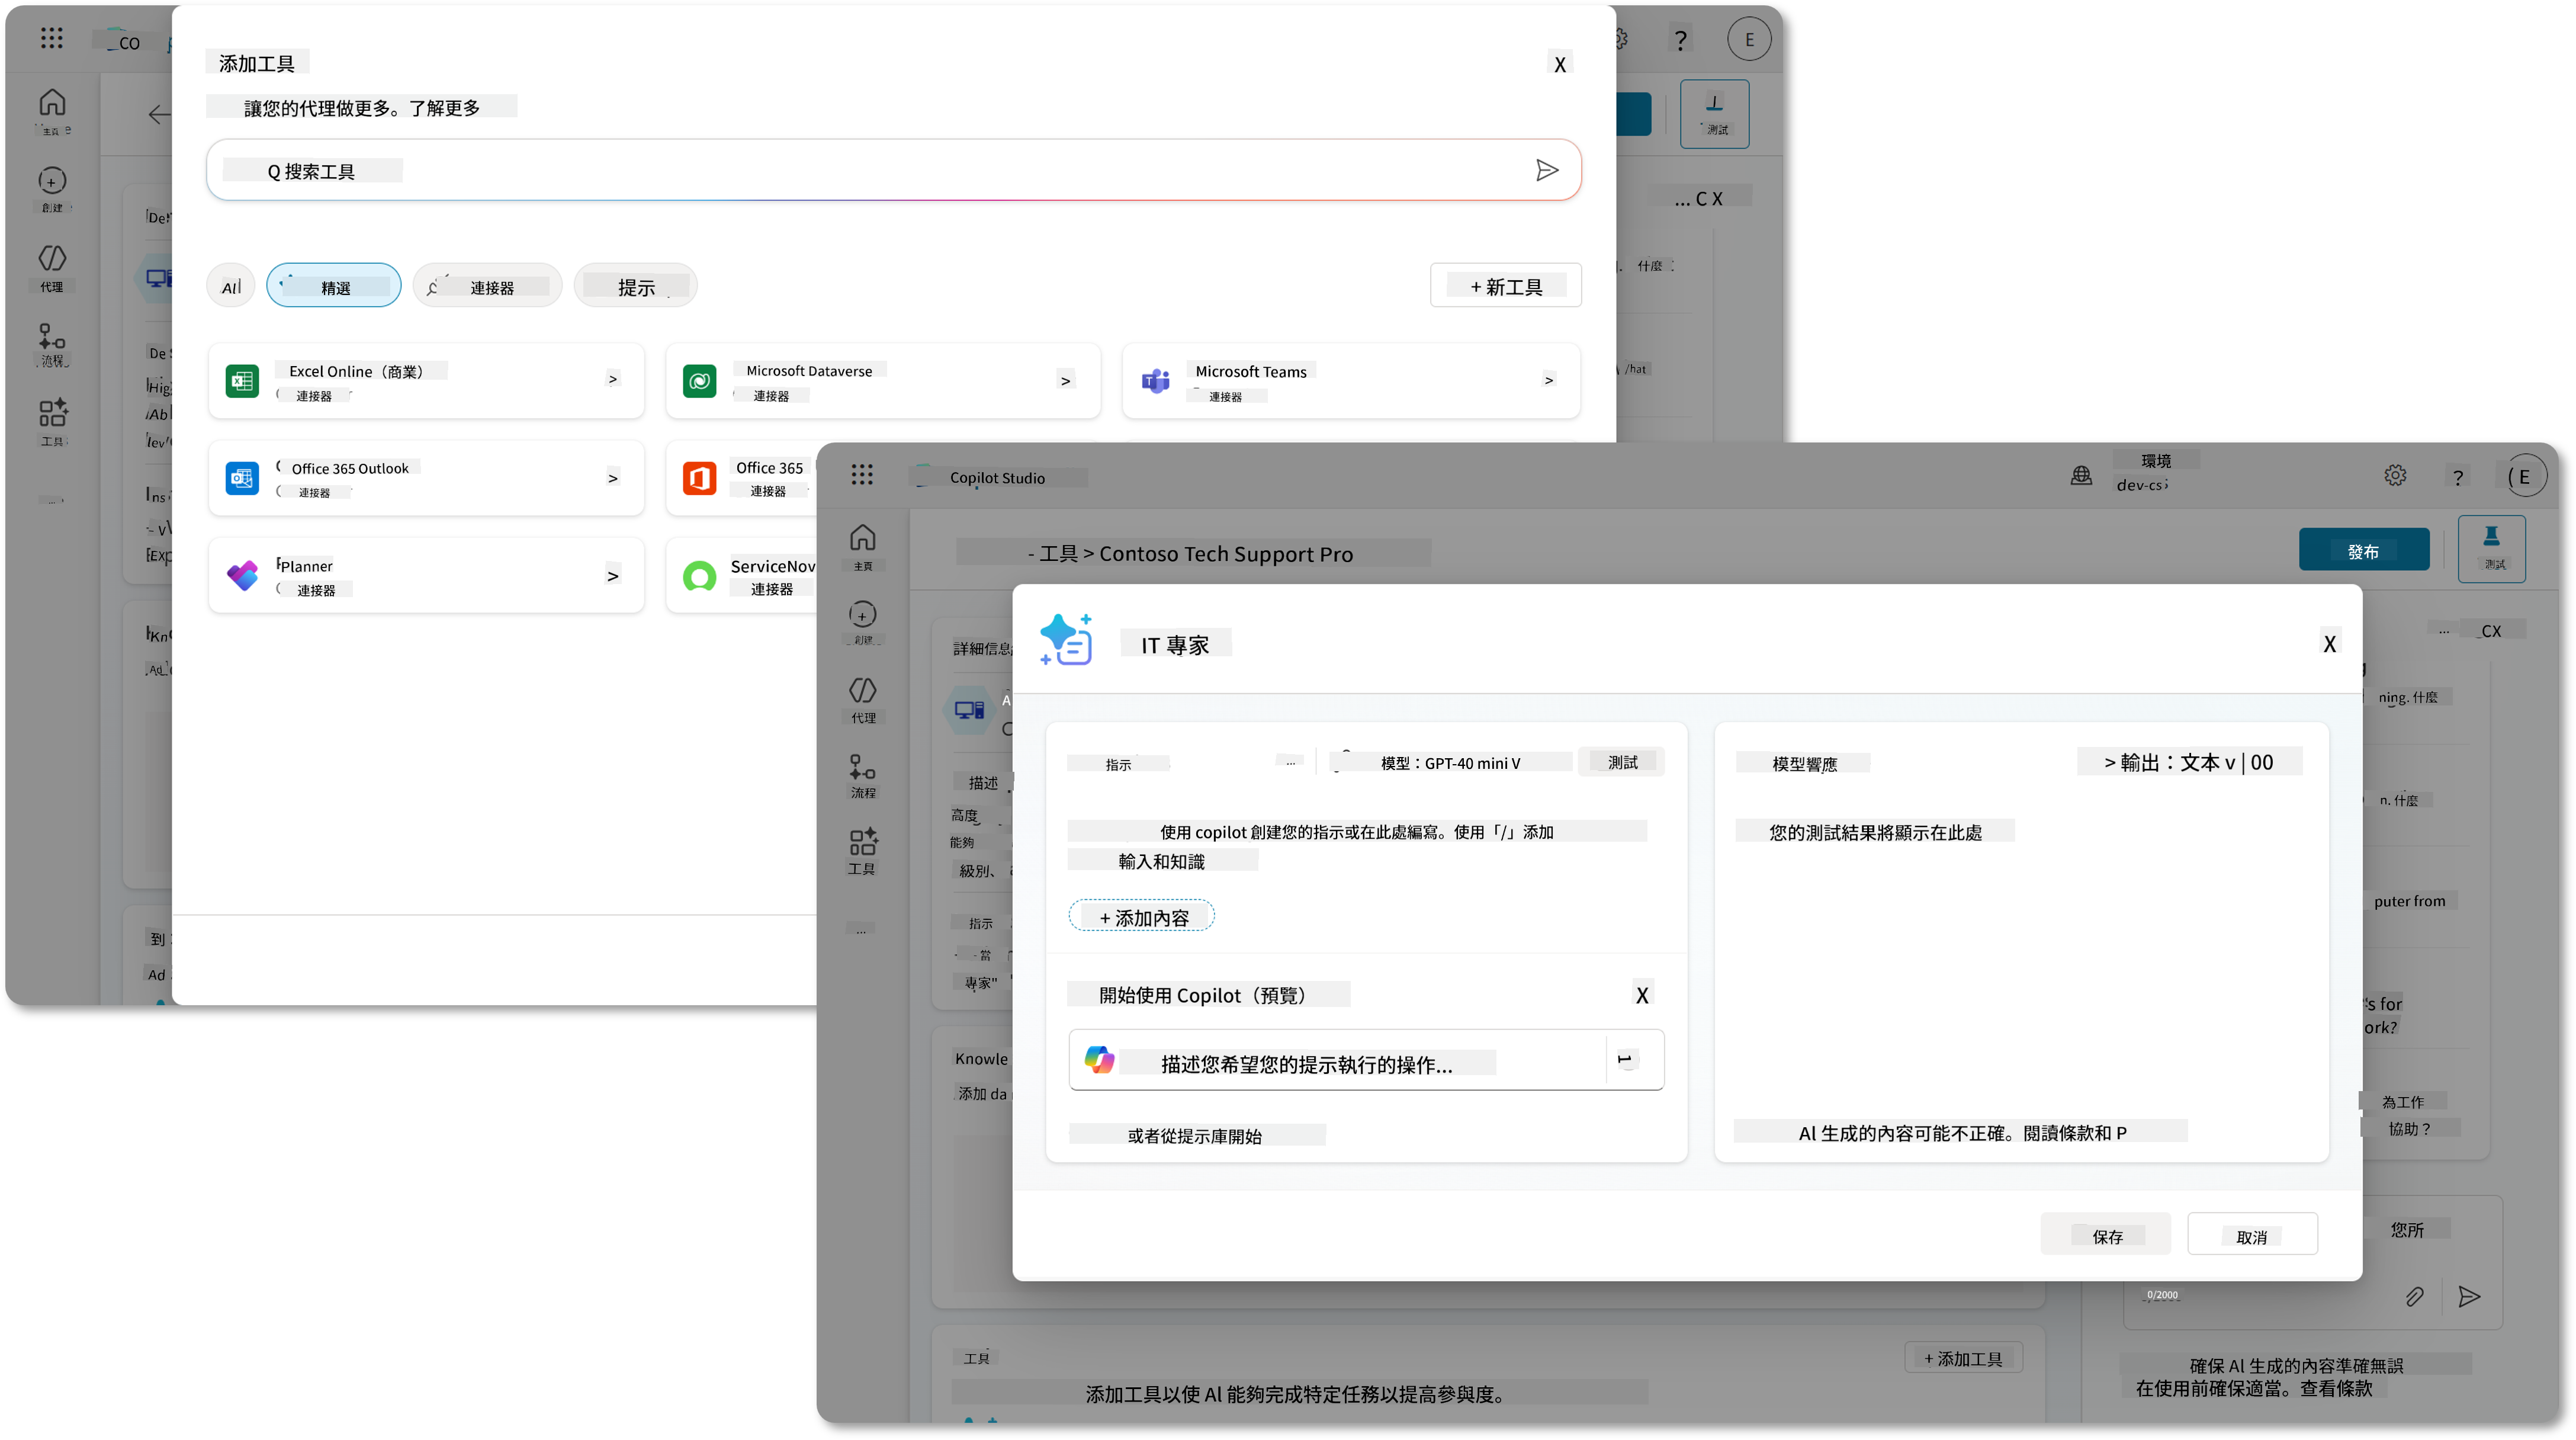 CO
?
E
主頁
創建
代理
流程
工具
...
添加工具
X
讓您的代理做更多。了解更多
Q 搜索工具
AI
精選
連接器
提示
+ 新工具
Excel Online（商業）
連接器
>
Microsoft Dataverse
連接器
>
Microsoft Teams
連接器
>
Office 365 Outlook
連接器
>
Office 365
連接器
Planner
連接器
>
ServiceNov
連接器
測試
... C X
什麼
De
到
Ad
Copilot Studio
環境
dev-cs
?
E
主頁
創建
代理
流程
工具
...
- 工具 > Contoso Tech Support Pro
發布
測試
詳細信息
描述
高度
能夠
級別、
指示
當
專家"
Knowle
添加 da
IT 專家
X
指示
...
模型：GPT-40 mini V
測試
使用 copilot 創建您的指示或在此處編寫。使用「/」添加
輸入和知識
+ 添加內容
開始使用 Copilot（預覽）
X
描述您希望您的提示執行的操作...
或者從提示庫開始
模型響應
> 輸出：文本 v | 00
您的測試結果將顯示在此處
AI 生成的內容可能不正確。閱讀條款和 P
保存
取消
...
CX
ning. 什麼
n. 什麼
puter from
's for
ork?
為工作
協助？
您所
0/2000
確保 AI 生成的內容準確無誤
在使用前確保適當。查看條款
工具
+ 添加工具
添加工具以使 AI 能夠完成特定任務以提高參與度。